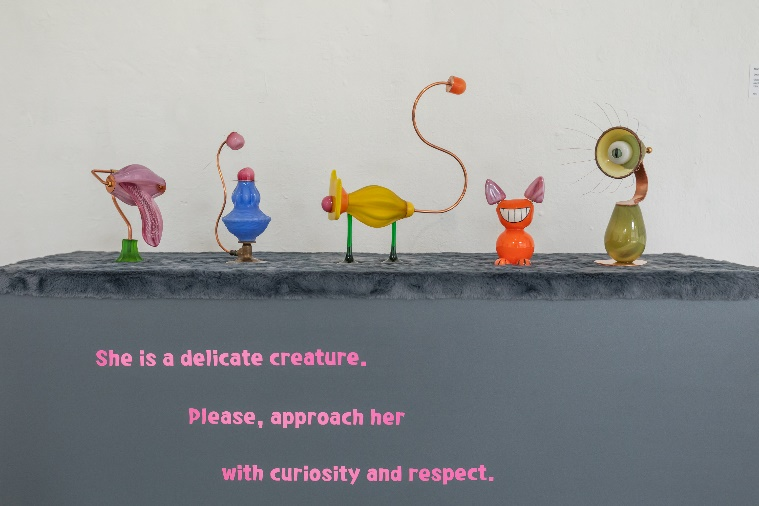 She is a delicate creature.
Please, approach her
with curiosity and respect.